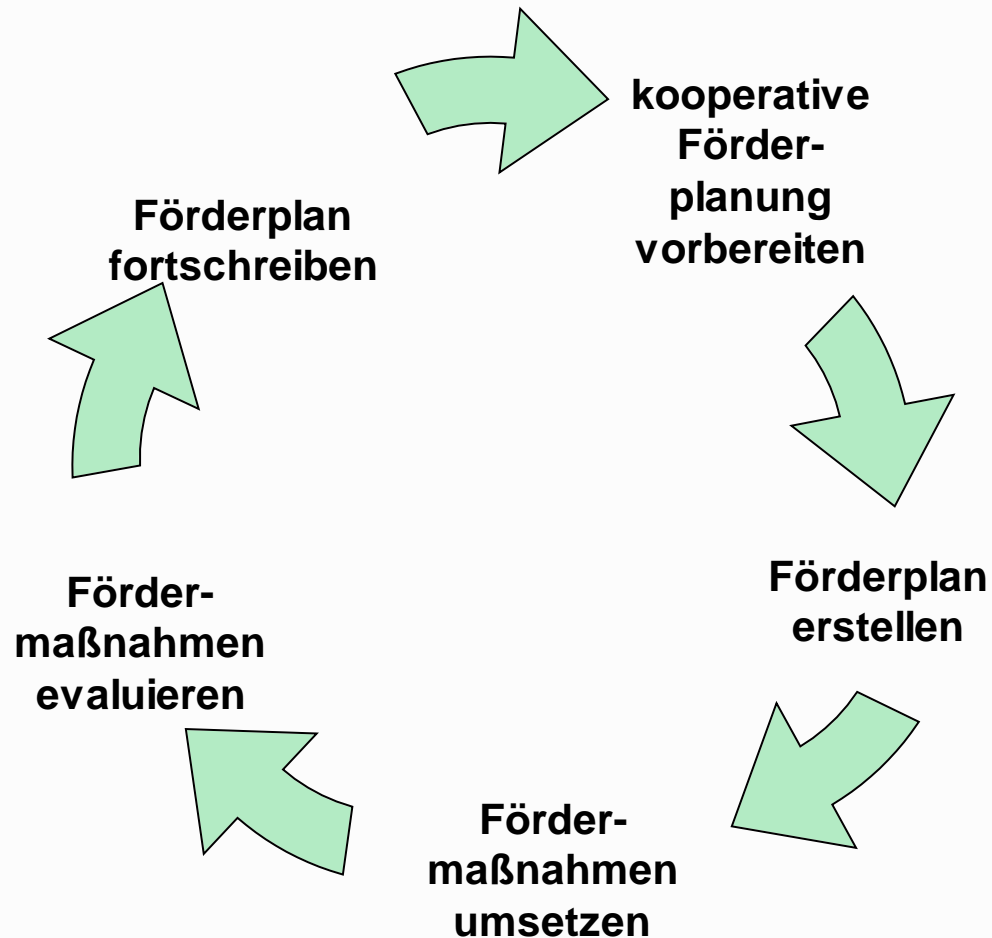 kooperative
Förder-
planung
vorbereiten
Förderplan
erstellen
Förder-
maßnahmen
umsetzen
Förder-
maßnahmen
evaluieren
Förderplan
fortschreiben